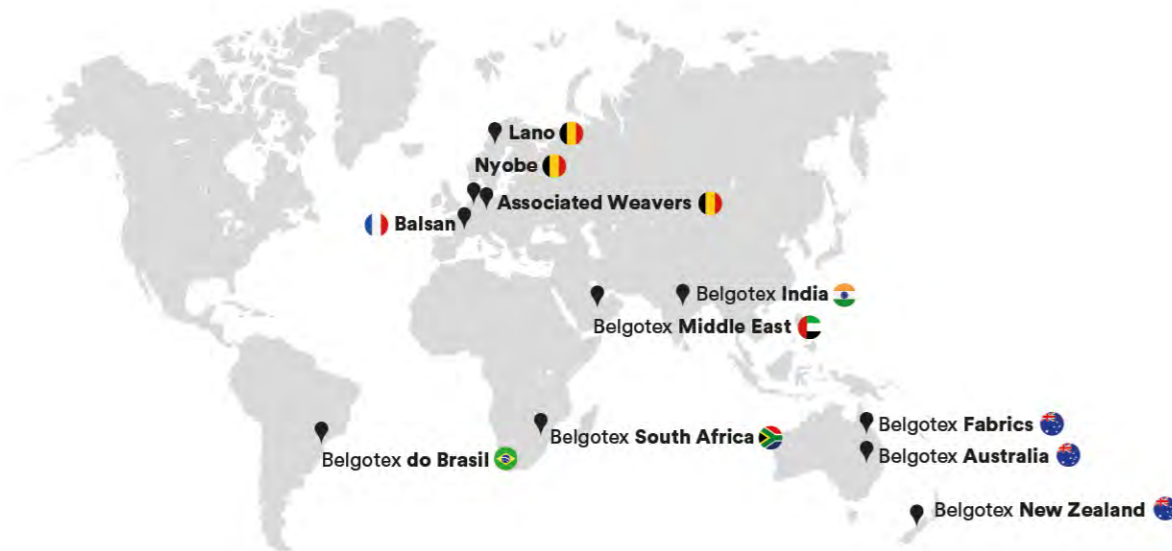 Lano
Nyobe
Associated Weavers
Balsan
Belgotex India
Belgotex Middle East
Belgotex Fabrics
Belgotex South Africa
Belgotex Australia
Belgotex do Brasil
Belgotex New Zealand